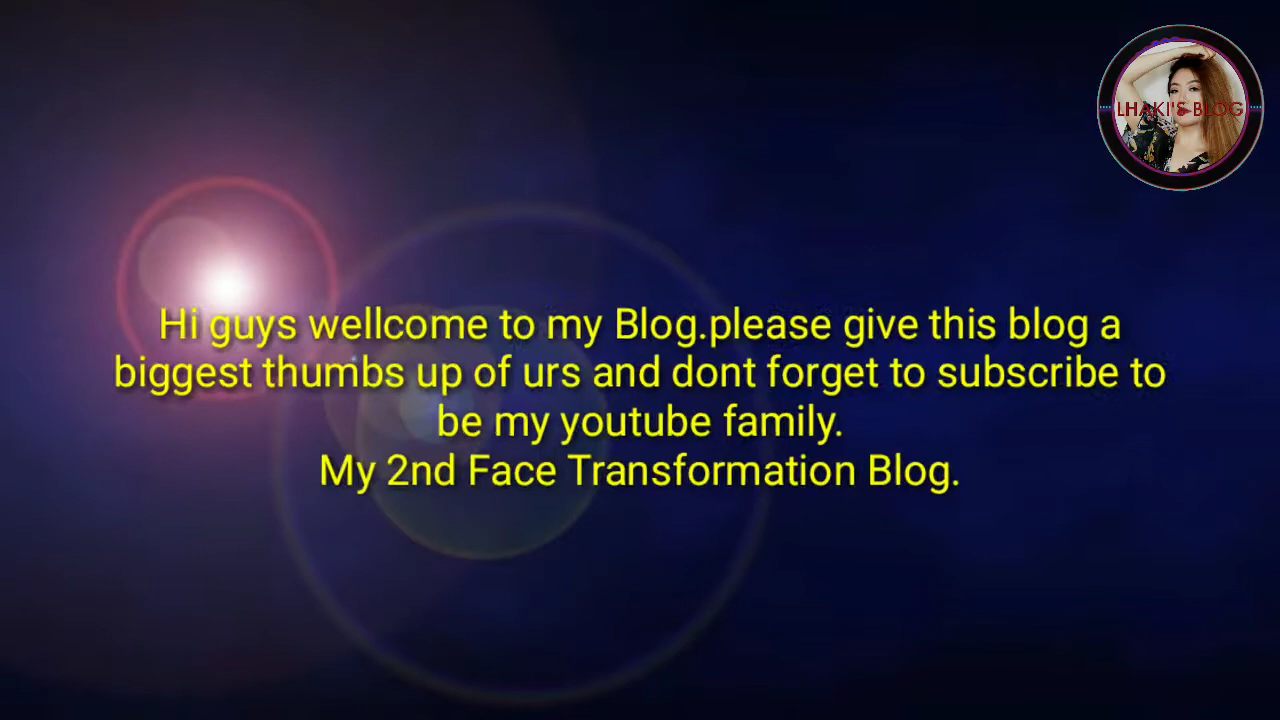 LHAKI'S BLOG
Hi guys wellcome to my Blog.please give this blog a
biggest thumbs up of urs and dont forget to subscribe to
be my youtube family.
My 2nd Face Transformation Blog.